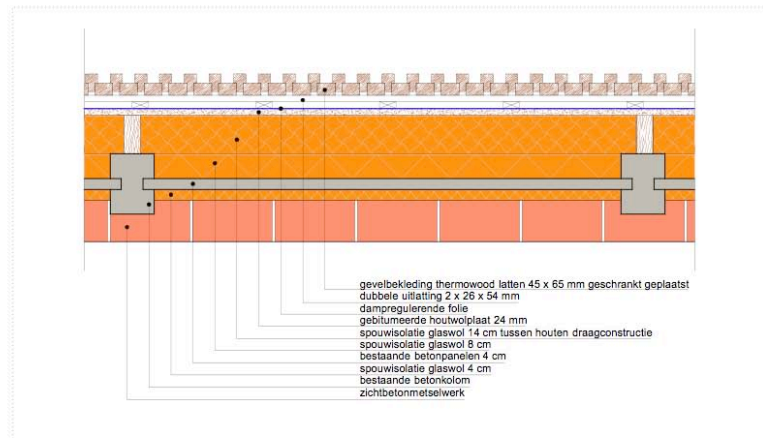 gevelbekleding thermowood latten 45 x 65 mm geschrankt geplaatst
dubbele uitlatting 2 x 26 x 54 mm
dampregulerende folie
gebitumeerde houtwolplaat 24 mm
spouwisolatie glaswol 14 cm tussen houten draagconstructie
spouwisolatie glaswol 8 cm
bestaande betonpanelen 4 cm
spouwisolatie glaswol 4 cm
bestaande betonkolom
zichtbetonmetselwerk